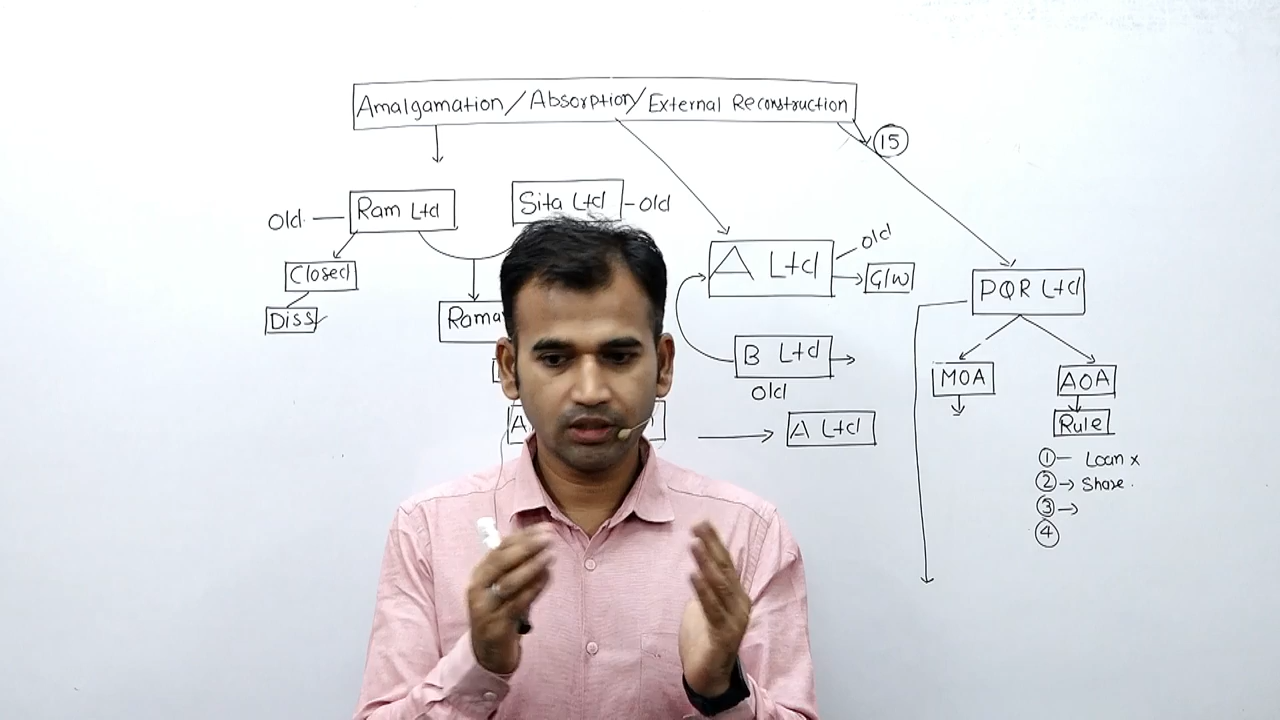 Amalgamation / Absorption / External Reconstruction
15
Old — Ram Ltd
Sita Ltd - old
Closed
Diss
A Ltd
old
G/W
B Ltd
old
A Ltd
PQR Ltd
MOA
AOA
Rule
1 — Loan x
2 → Share.
3 →
4